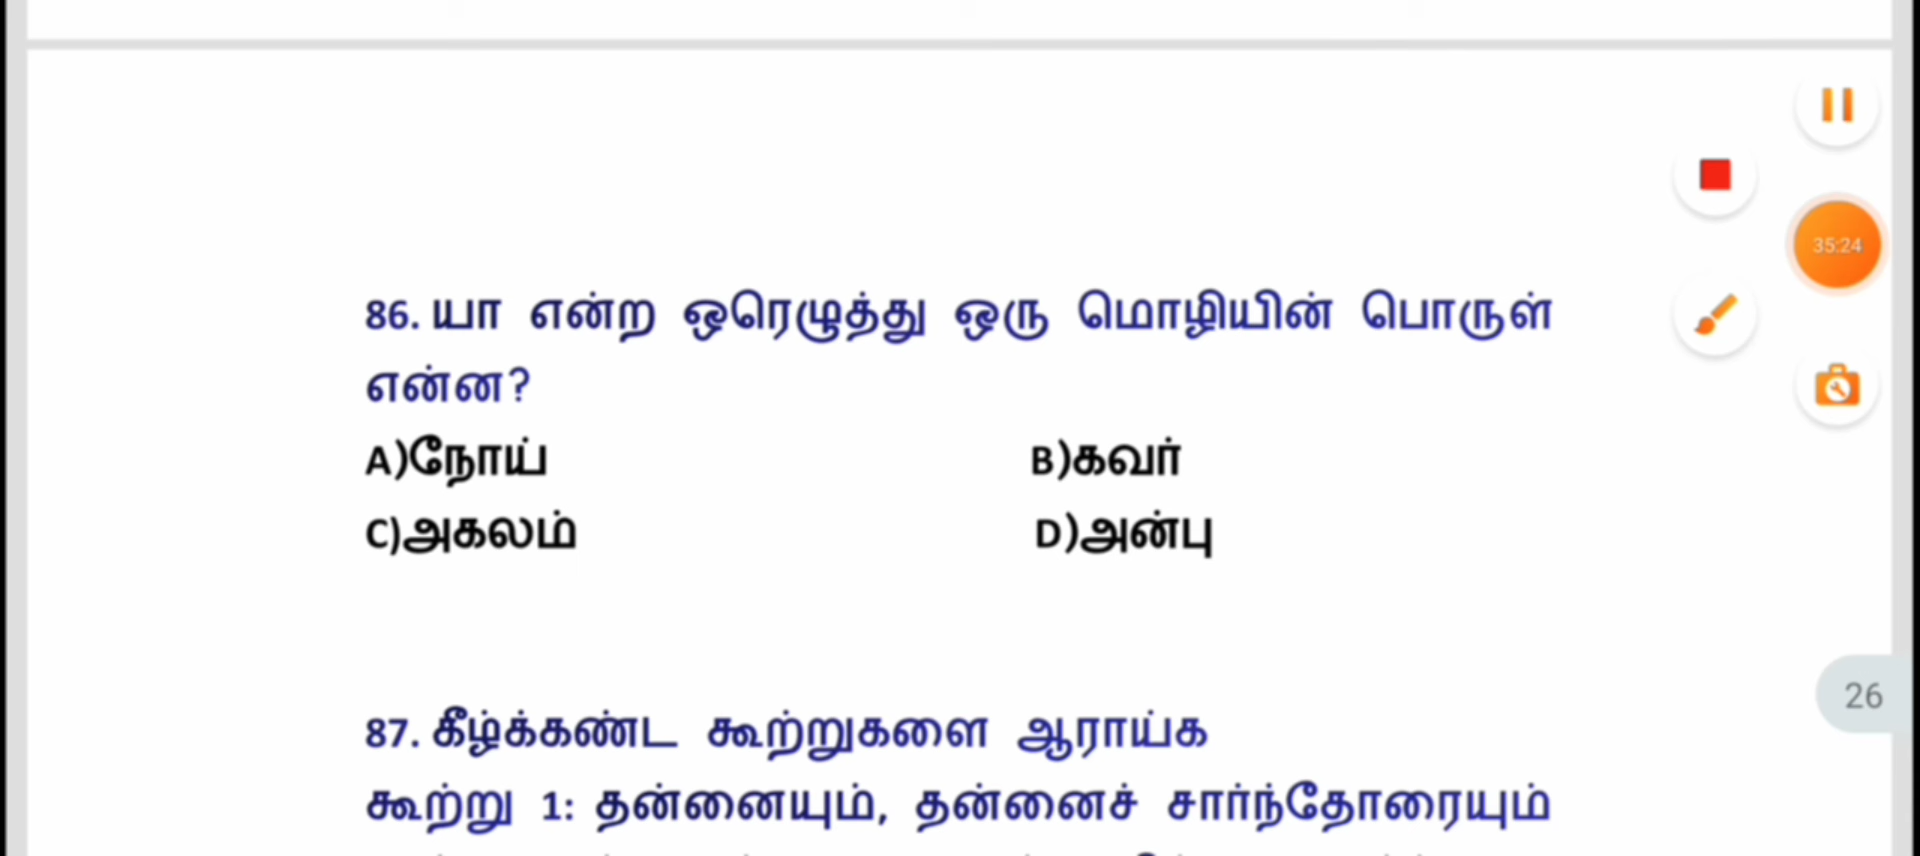 35:24
86. யா என்ற ஒரெழுத்து ஒரு மொழியின் பொருள்
என்ன?
A)நோய் B)கவர்
C)அகலம் D)அன்பு
26
87. கீழ்க்கண்ட கூற்றுகளை ஆராய்க
கூற்று 1: தன்னையும், தன்னைச் சார்ந்தோரையும்